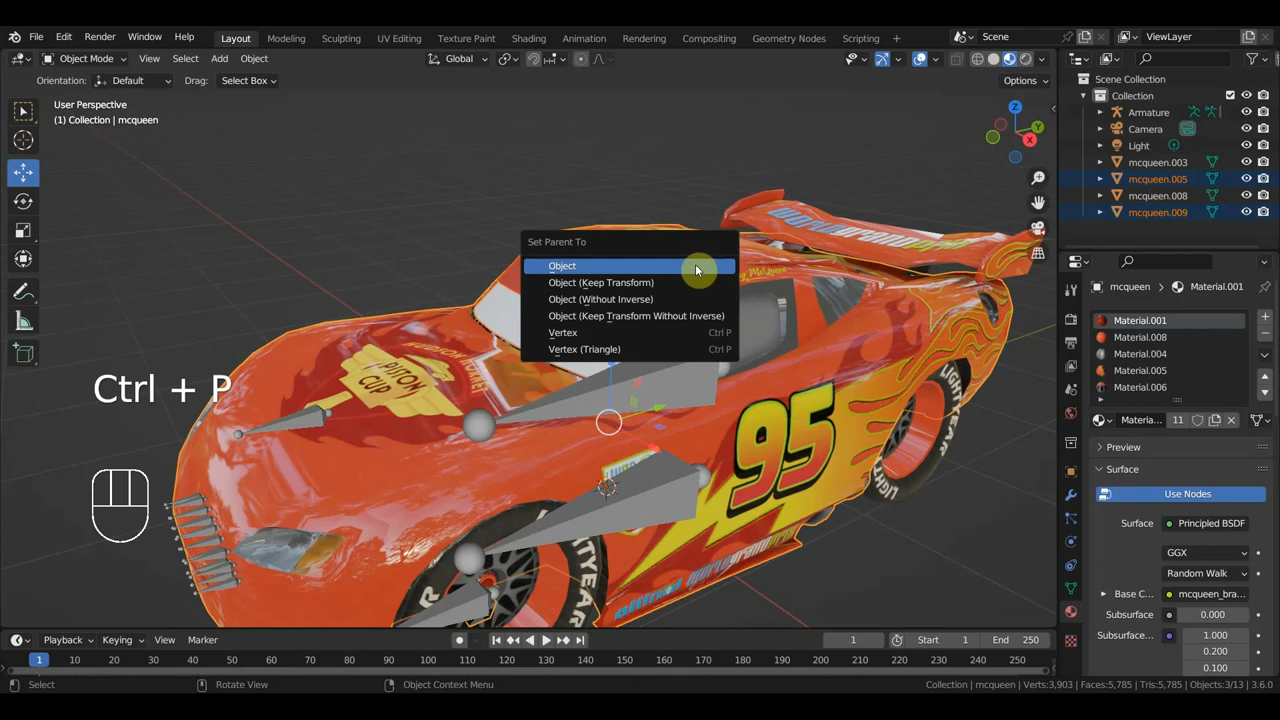 File Edit Render Window Help Layout Modeling Sculpting UV Editing Texture Paint Shading Animation Rendering Compositing Geometry Nodes Scripting + Scene ViewLayer
Object Mode View Select Add Object Global
Orientation: Default Drag: Select Box Options
User Perspective
(1) Collection | mcqueen
Scene Collection
Collection
Armature
Camera
Light
mcqueen.003
mcqueen.005
mcqueen.008
mcqueen.009
Z
Y
X
Set Parent To
Object
Object (Keep Transform)
Object (Without Inverse)
Object (Keep Transform Without Inverse)
Vertex Ctrl P
Vertex (Triangle) Ctrl P
Ctrl + P
PISTON
CUP
McQueen
95
LIGHTYEAR
mcqueen Material.001
Material.001
Material.008
Material.004
Material.005
Material.006
Materia... 11
Preview
Surface
Use Nodes
Surface Principled BSDF
GGX
Random Walk
Base C... mcqueen_bra...
Subsurface 0.000
Subsurface... 1.000
0.200
0.100
Playback Keying View Marker 1 Start 1 End 250
1 10 20 30 40 50 60 70 80 90 100 110 120 130 140 150 160 170 180 190 200 210 220 230 240 250
Select Rotate View Object Context Menu Collection | mcqueen | Verts:3,903 | Faces:5,785 | Tris:5,785 | Objects:3/13 | 3.6.0